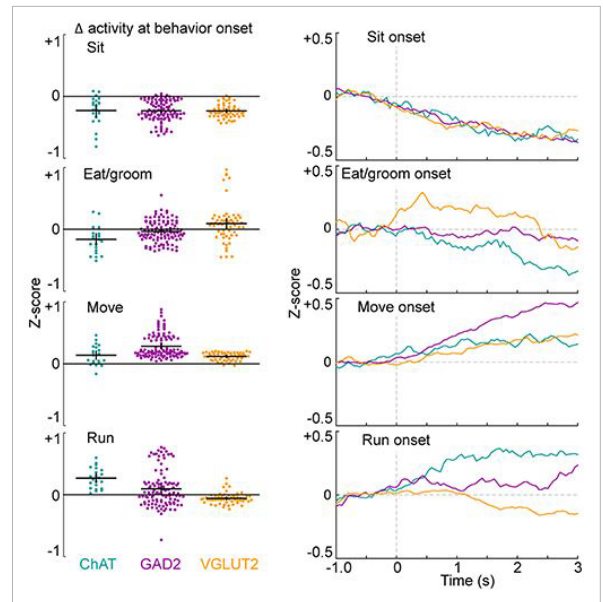 Δ activity at behavior onset
+1
Sit
0
-1
+1
Eat/groom
0
-1
+1
Move
0
-1
+1
Run
0
-1
Z-score
ChAT
GAD2
VGLUT2
+0.5
Sit onset
0
-0.5
+0.5
Eat/groom onset
0
-0.5
+0.5
Move onset
0
-0.5
+0.5
Run onset
0
-0.5
Z-score
-1.0
0
1
2
3
Time (s)